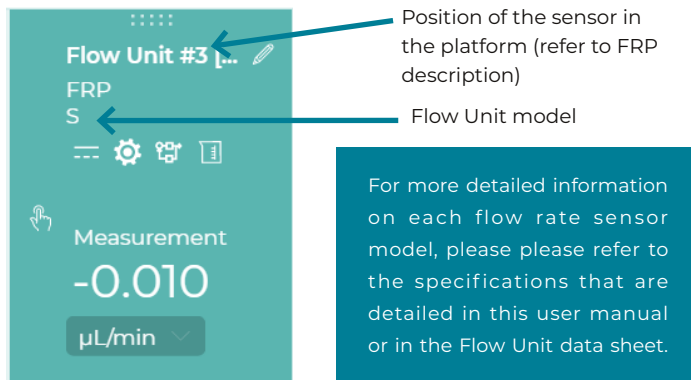 Flow Unit #3 [...
FRP
S
Measurement
-0.010
µL/min
Position of the sensor in
the platform (refer to FRP
description)
Flow Unit model
For more detailed information
on each flow rate sensor
model, please please refer to
the specifications that are
detailed in this user manual
or in the Flow Unit data sheet.